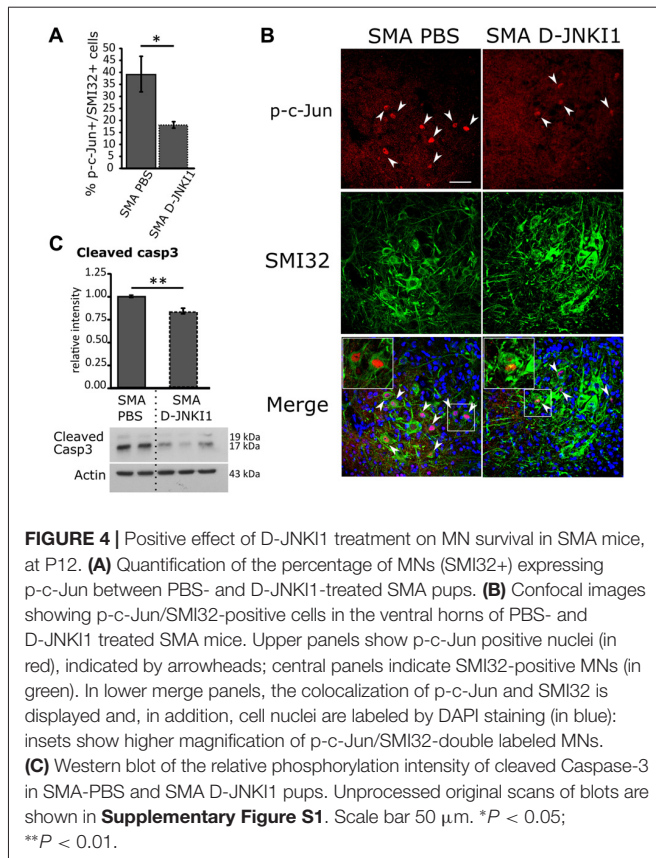 A
*
% p-c-Jun+/SMI32+ cells
50
45
40
35
30
25
20
15
10
5
0
SMA PBS
SMA D-JNKI1
B
SMA PBS SMA D-JNKI1
p-c-Jun
SMI32
Merge
C
Cleaved casp3
**
relative intensity
1.25
1.00
0.75
0.50
0.25
0.00
SMA PBS
SMA D-JNKI1
Cleaved Casp3
19 kDa
17 kDa
Actin
43 kDa
FIGURE 4 | Positive effect of D-JNKI1 treatment on MN survival in SMA mice,
at P12. (A) Quantification of the percentage of MNs (SMI32+) expressing
p-c-Jun between PBS- and D-JNKI1-treated SMA pups. (B) Confocal images
showing p-c-Jun/SMI32-positive cells in the ventral horns of PBS- and
D-JNKI1 treated SMA mice. Upper panels show p-c-Jun positive nuclei (in
red), indicated by arrowheads; central panels indicate SMI32-positive MNs (in
green). In lower merge panels, the colocalization of p-c-Jun and SMI32 is
displayed and, in addition, cell nuclei are labeled by DAPI staining (in blue):
insets show higher magnification of p-c-Jun/SMI32-double labeled MNs.
(C) Western blot of the relative phosphorylation intensity of cleaved Caspase-3
in SMA-PBS and SMA D-JNKI1 pups. Unprocessed original scans of blots are
shown in Supplementary Figure S1. Scale bar 50 μm. *P < 0.05;
**P < 0.01.